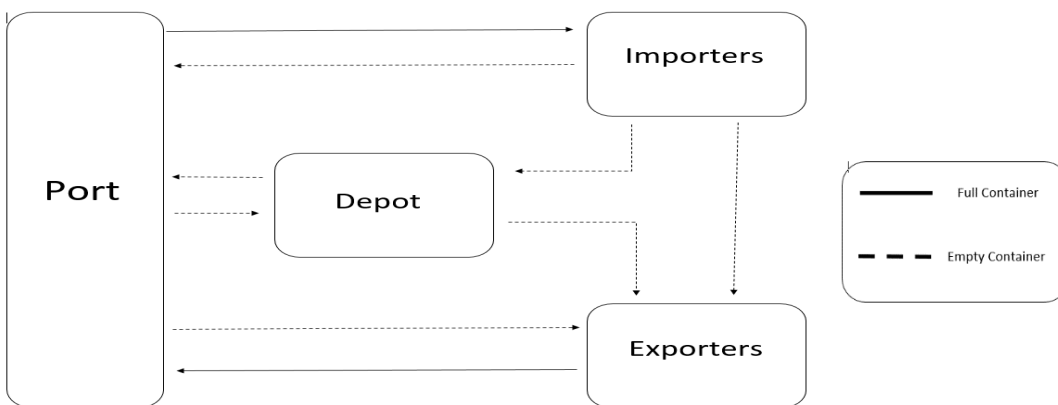 Importers
Port
Depot
Full Container
Empty Container
Exporters